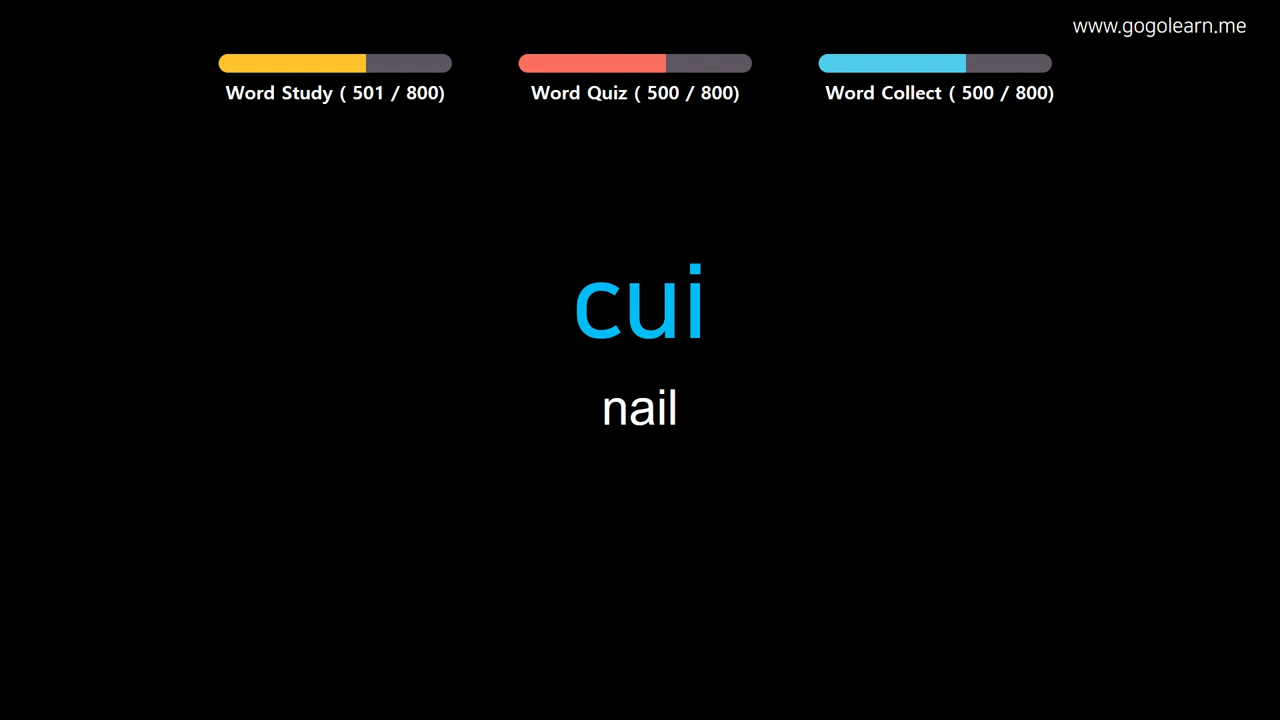 www.gogolearn.me
Word Study ( 501 / 800)
Word Quiz ( 500 / 800)
Word Collect ( 500 / 800)
cui
nail